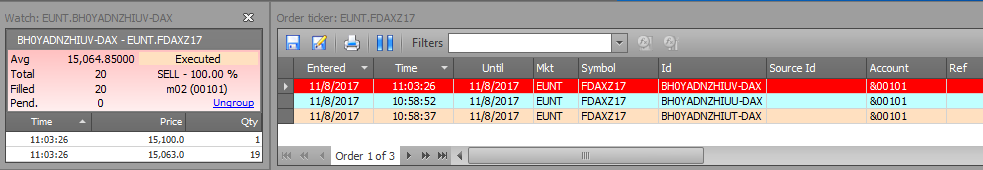 Watch: EUNT.BH0YADNZHIUV-DAX
BH0YADNZHIUV-DAX - EUNT.FDAXZ17
Avg 15,064.85000 Executed
Total 20 SELL - 100.00 %
Filled 20 m02 (00101)
Pend. 0 Ungroup
Time Price Qty
11:03:26 15,100.0 1
11:03:26 15,063.0 19
Order ticker: EUNT.FDAXZ17
Filters
Entered Time Until Mkt Symbol Id Source Id Account Ref
11/8/2017 11:03:26 11/8/2017 EUNT FDAXZ17 BH0YADNZHIUV-DAX &00101
11/8/2017 10:58:52 11/8/2017 EUNT FDAXZ17 BH0YADNZHIUU-DAX &00101
11/8/2017 10:58:37 11/8/2017 EUNT FDAXZ17 BH0YADNZHIUT-DAX &00101
Order 1 of 3